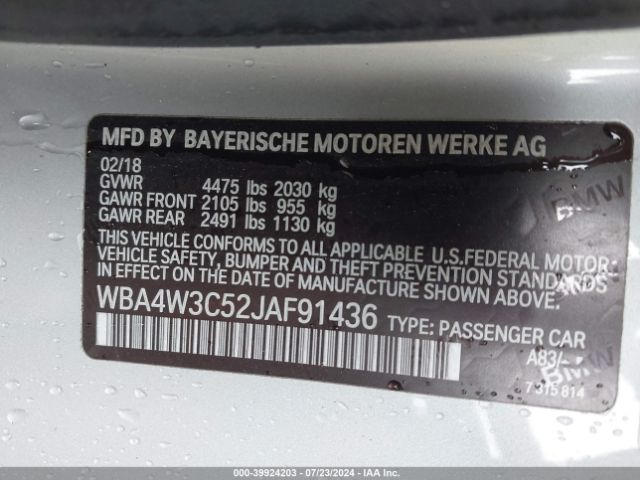 MFD BY BAYERISCHE MOTOREN WERKE AG
02/18
GVWR 4475 lbs 2030 kg
GAWR FRONT 2105 lbs 955 kg
GAWR REAR 2491 lbs 1130 kg
THIS VEHICLE CONFORMS TO ALL APPLICABLE U.S.FEDERAL MOTOR
VEHICLE SAFETY, BUMPER AND THEFT PREVENTION STANDARDS
IN EFFECT ON THE DATE OF MANUFACTURE SHOWN ABOVE.
WBA4W3C52JAF91436 TYPE: PASSENGER CAR
A83/-
7 315 814
BMW
BMW
000-39924203 - 07/23/2024 - IAA Inc.